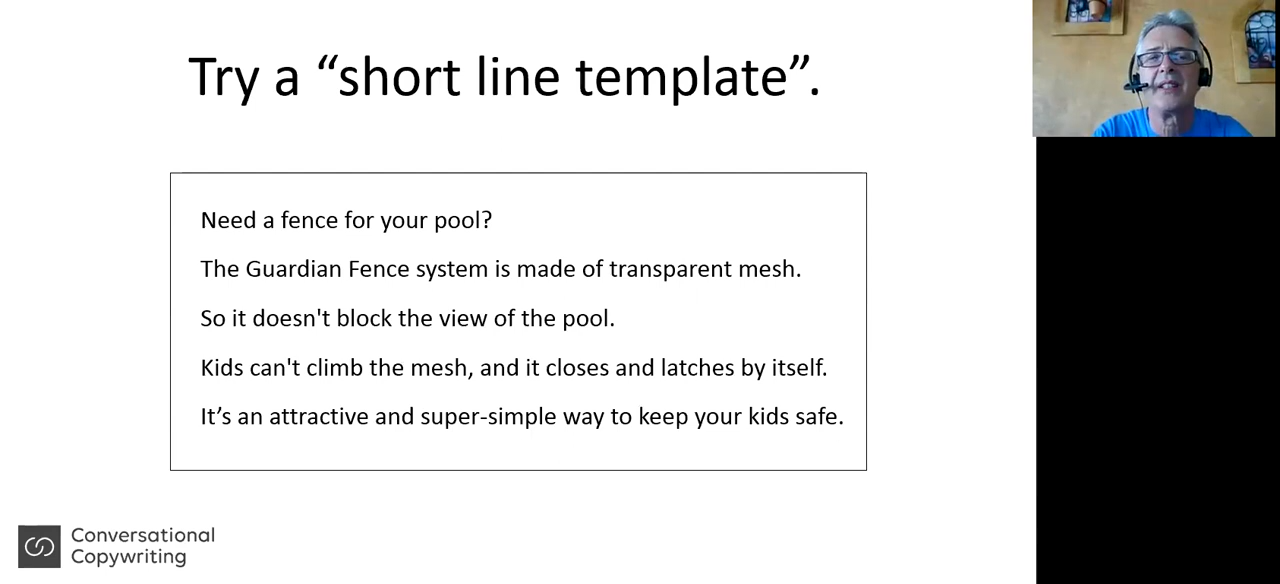 Try a “short line template”.
Need a fence for your pool?
The Guardian Fence system is made of transparent mesh.
So it doesn't block the view of the pool.
Kids can't climb the mesh, and it closes and latches by itself.
It’s an attractive and super-simple way to keep your kids safe.
Conversational
Copywriting